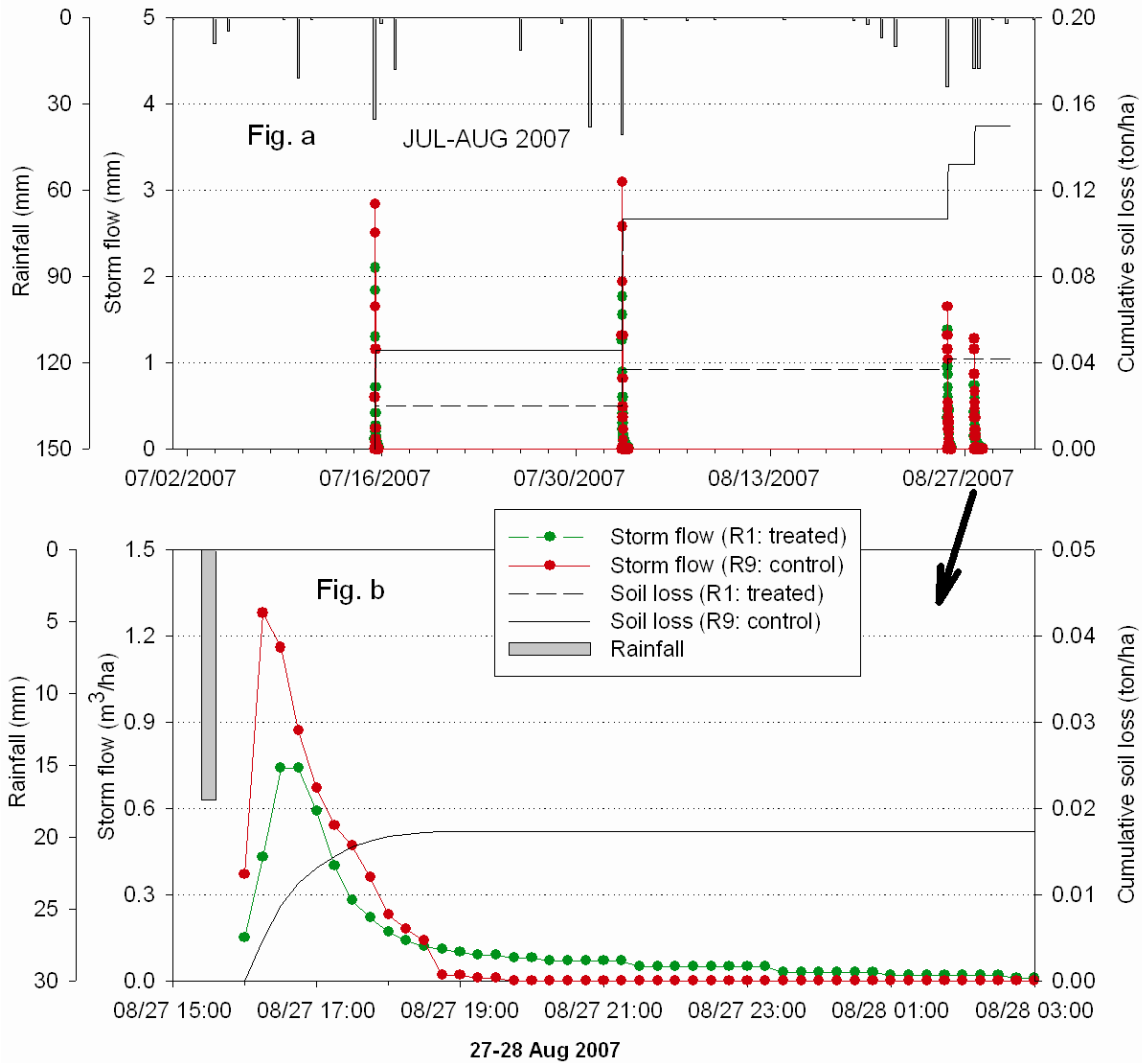 0 5 0.20
30 4 0.16
Fig. a JUL-AUG 2007
60 3 0.12
90 2 0.08
120 1 0.04
150 0 0.00
Rainfall (mm)
Storm flow (mm)
Cumulative soil loss (ton/ha)
07/02/2007 07/16/2007 07/30/2007 08/13/2007 08/27/2007
Storm flow (R1: treated)
Storm flow (R9: control)
Soil loss (R1: treated)
Soil loss (R9: control)
Rainfall
0 1.5 0.05
Fig. b
5 1.2 0.04
10 0.9 0.03
15 0.6 0.02
20 0.3 0.01
25
30 0.0 0.00
Rainfall (mm)
Storm flow (m³/ha)
Cumulative soil loss (ton/ha)
08/27 15:00 08/27 17:00 08/27 19:00 08/27 21:00 08/27 23:00 08/28 01:00 08/28 03:00
27-28 Aug 2007